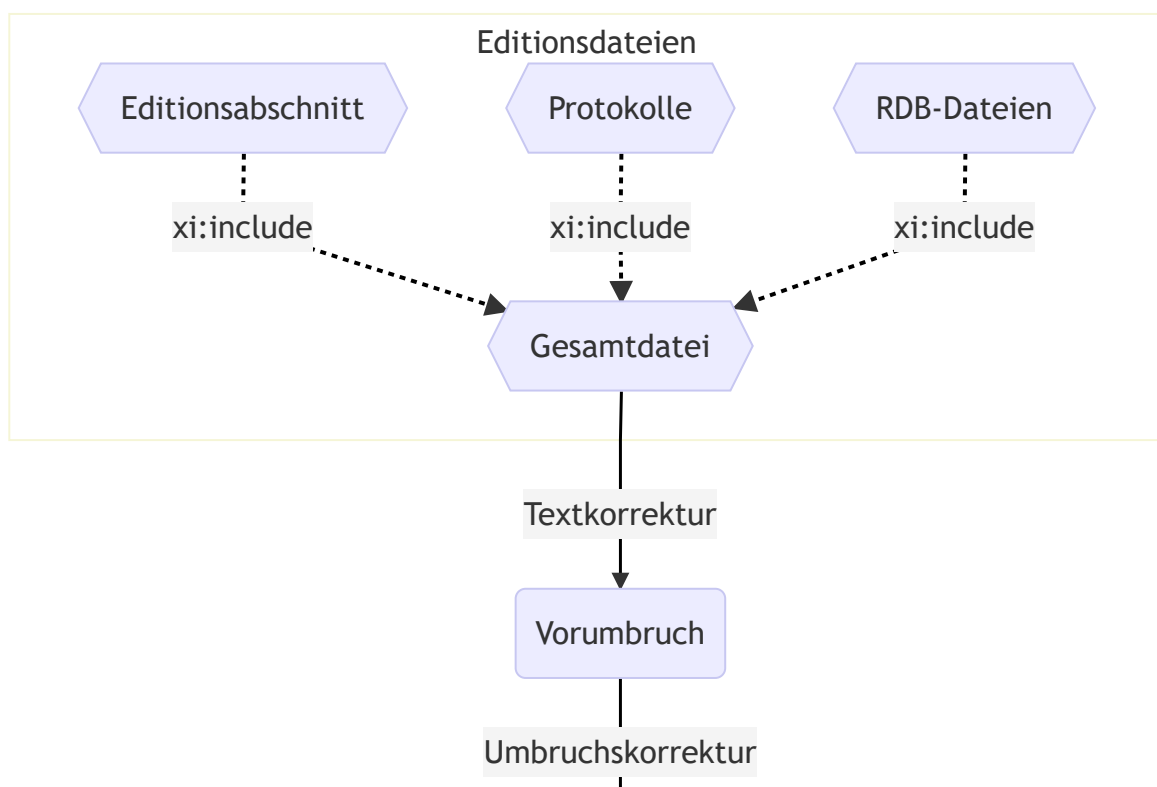 Editionsdateien
Editionsabschnitt
Protokolle
RDB-Dateien
xi:include
xi:include
xi:include
Gesamtdatei
Textkorrektur
Vorumbruch
Umbruchskorrektur